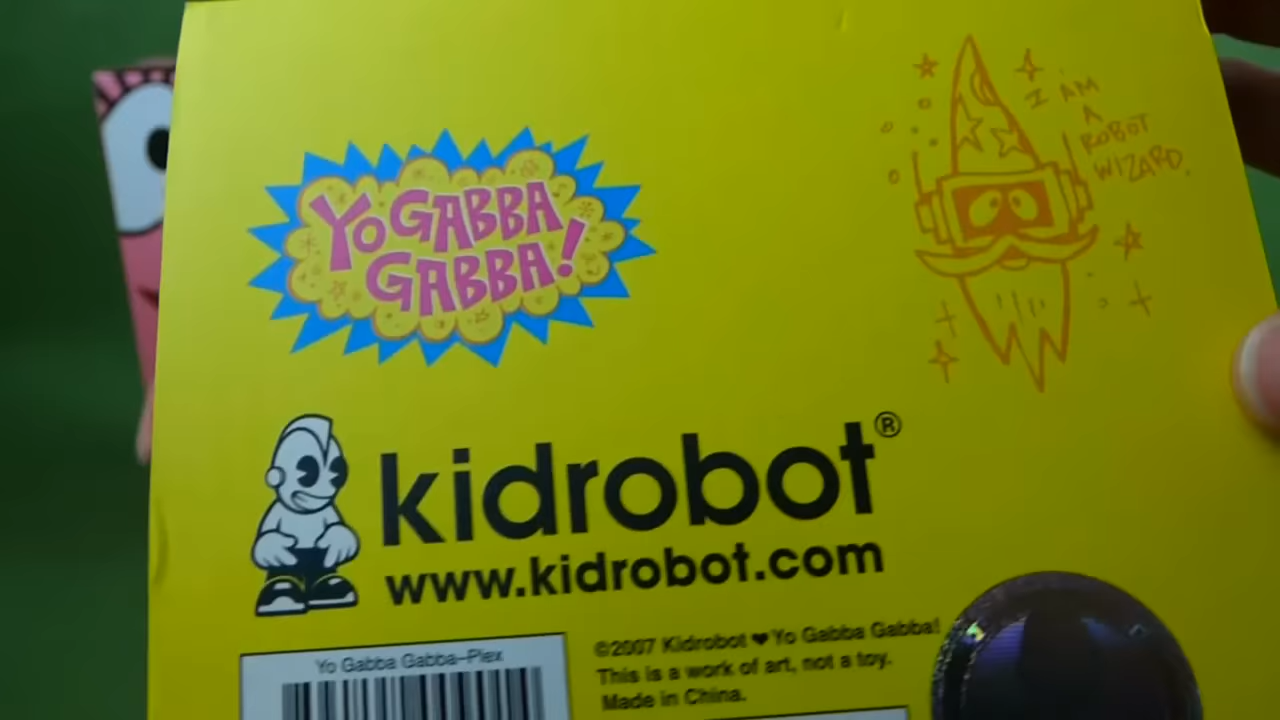 I AM
A
ROBOT
WIZARD.
YO GABBA
GABBA!
kidrobot®
www.kidrobot.com
Yo Gabba Gabba-Plex
©2007 Kidrobot ♥ Yo Gabba Gabba!
This is a work of art, not a toy.
Made in China.